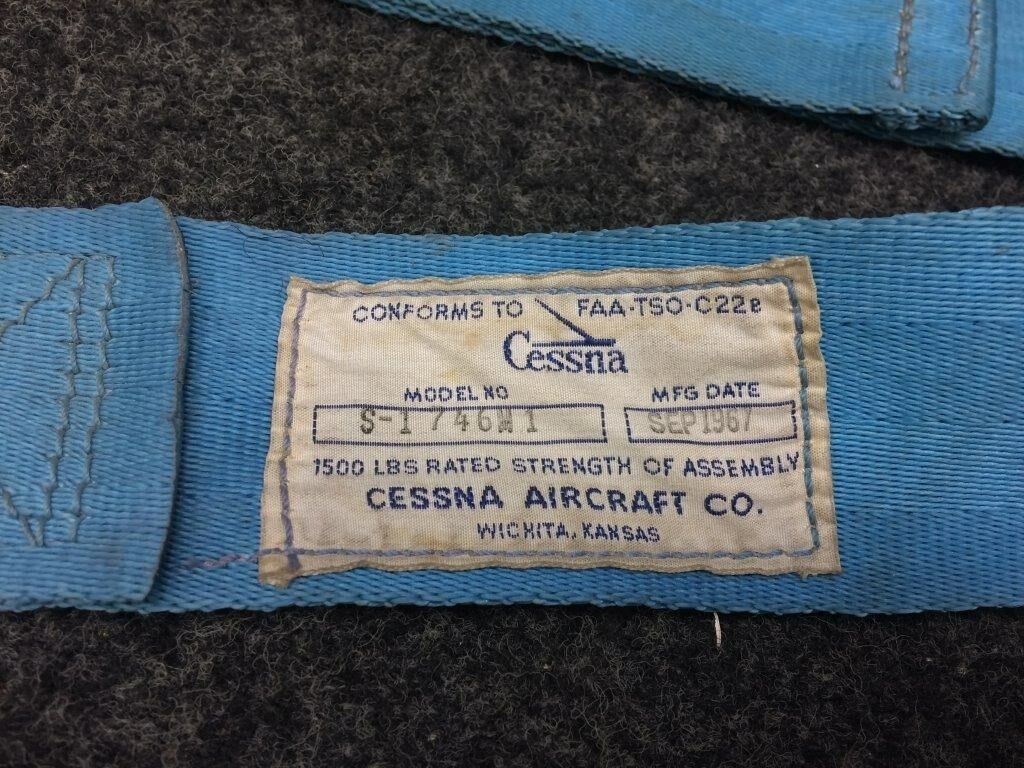 CONFORMS TO FAA-TSO-C22B
Cessna
MODEL NO MFG DATE
S-1746M1 SEP 1967
1500 LBS RATED STRENGTH OF ASSEMBLY
CESSNA AIRCRAFT CO.
WICHITA, KANSAS